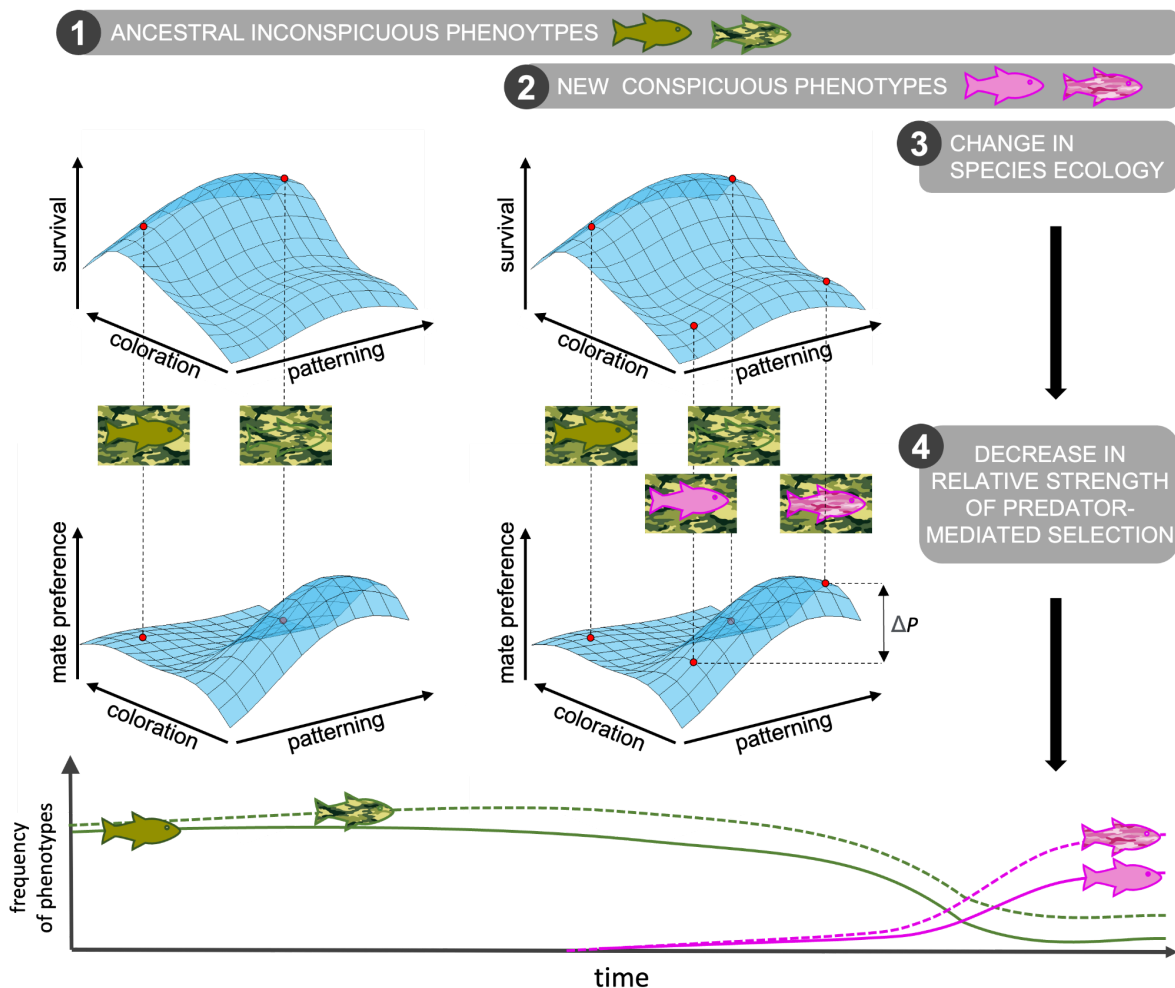 1 ANCESTRAL INCONSPICUOUS PHENOYTPES
2 NEW CONSPICUOUS PHENOTYPES
3 CHANGE IN
SPECIES ECOLOGY
survival
coloration
patterning
survival
coloration
patterning
4 DECREASE IN
RELATIVE STRENGTH
OF PREDATOR-
MEDIATED SELECTION
mate preference
coloration
patterning
mate preference
coloration
patterning
ΔP
frequency
of phenotypes
time